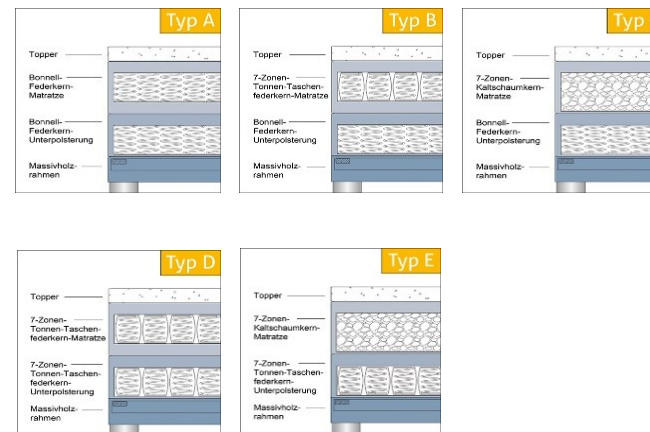 Typ A
Topper
Bonnell-
Federkern-
Matratze
Bonnell-
Federkern-
Unterpolsterung
Massivholz-
rahmen
Typ B
Topper
7-Zonen-
Tonnen-Taschen-
federkern-Matratze
Bonnell-
Federkern-
Unterpolsterung
Massivholz-
rahmen
Typ
Topper
7-Zonen-
Kaltschaumkern-
Matratze
Bonnell-
Federkern-
Unterpolsterung
Massivholz-
rahmen
Typ D
Topper
7-Zonen-
Tonnen-Taschen-
federkern-Matratze
7-Zonen-
Tonnen-Taschen-
federkern-
Unterpolsterung
Massivholz-
rahmen
Typ E
Topper
7-Zonen-
Kaltschaumkern-
Matratze
7-Zonen-
Tonnen-Taschen-
federkern-
Unterpolsterung
Massivholz-
rahmen